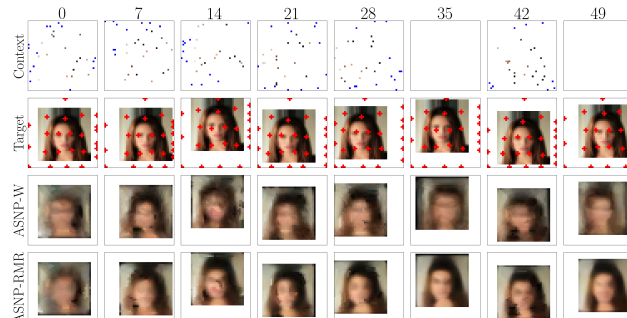 0 7 14 21 28 35 42 49
Context
Target
ASNP-W
ASNP-RMR